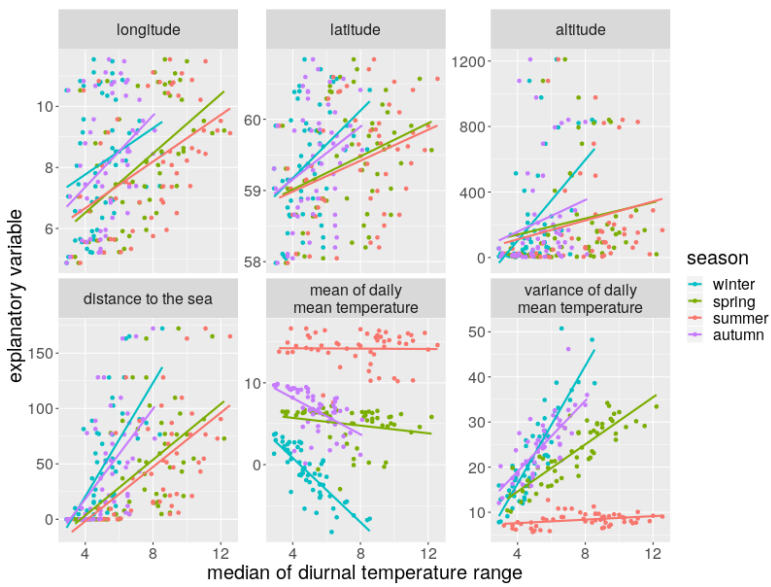 longitude
latitude
altitude
10
8
6
60
59
58
1200
800
400
0
explanatory variable
distance to the sea
mean of daily
mean temperature
variance of daily
mean temperature
150
100
50
0
10
0
50
40
30
20
10
4 8 12
4 8 12
4 8 12
median of diurnal temperature range
season
winter
spring
summer
autumn